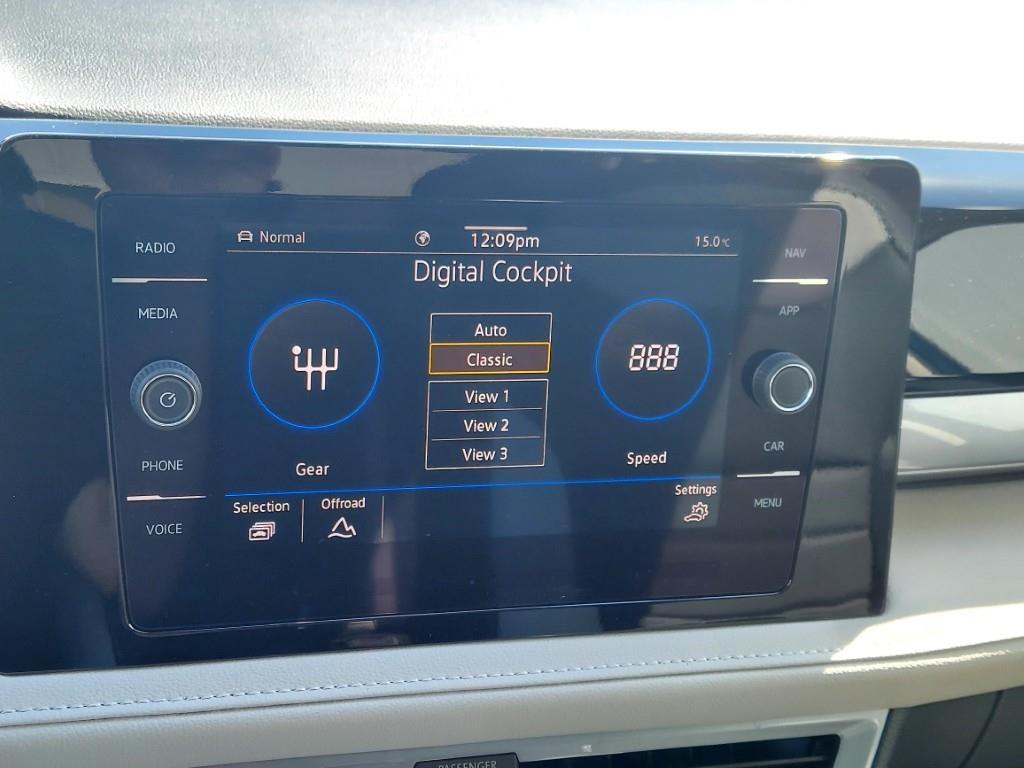 RADIO
MEDIA
PHONE
VOICE
Normal
12:09pm
15.0°C
Digital Cockpit
Auto
Classic
View 1
View 2
View 3
888
Gear
Speed
Selection
Offroad
Settings
NAV
APP
CAR
MENU
PASSENGER